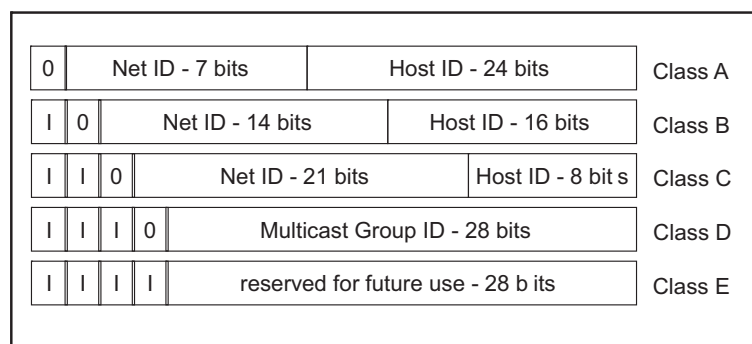 0 Net ID - 7 bits Host ID - 24 bits Class A
I 0 Net ID - 14 bits Host ID - 16 bits Class B
I I 0 Net ID - 21 bits Host ID - 8 bit s Class C
I I I 0 Multicast Group ID - 28 bits Class D
I I I I reserved for future use - 28 b its Class E